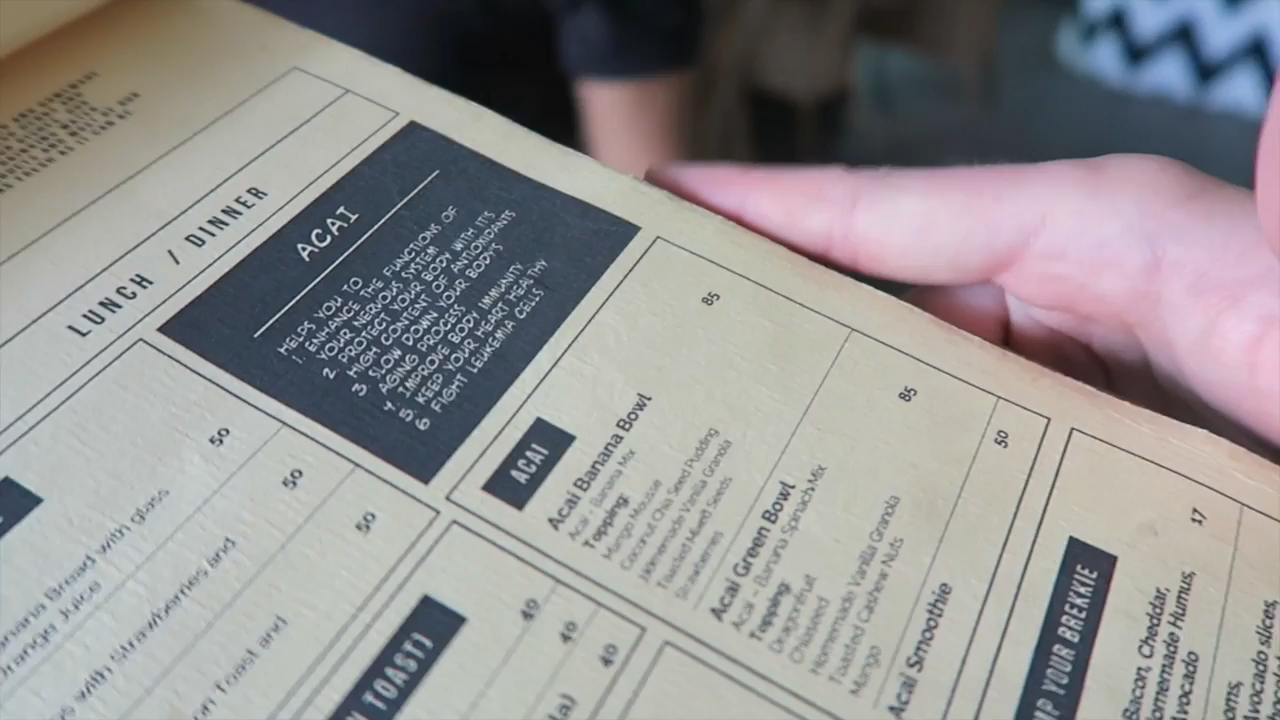 LUNCH / DINNER
ACAI
HELPS YOU TO
1. ENHANCE THE FUNCTIONS OF
YOUR NERVOUS SYSTEM
2. PROTECT YOUR BODY WITH IT'S
HIGH CONTENT OF ANTIOXIDANTS
3 SLOW DOWN YOUR BODY'S
AGING PROCESS
4 IMPROVE BODY IMMUNITY
5. KEEP YOUR HEART HEALTHY
6 FIGHT LEUKEMIA CELLS
50
50
50
Bread with glass
Orange Juice
with Strawberries and
Toast and
TOAST)
40
40
40
ACAI
Acai Banana Bowl
85
Acai - Banana Mix
Topping:
Mango Mousse
Coconut Chia Seed Pudding
Homemade Vanilla Granola
Toasted Mixed Seeds
Strawberries
Acai Green Bowl
85
Acai - Banana Spinach Mix
Topping:
Dragonfruit
Chiaseed
Homemade Vanilla Granola
Toasted Cashew Nuts
Mango
Acai Smoothie
50
YOUR BREKKIE
17
Bacon, Cheddar,
Humus,